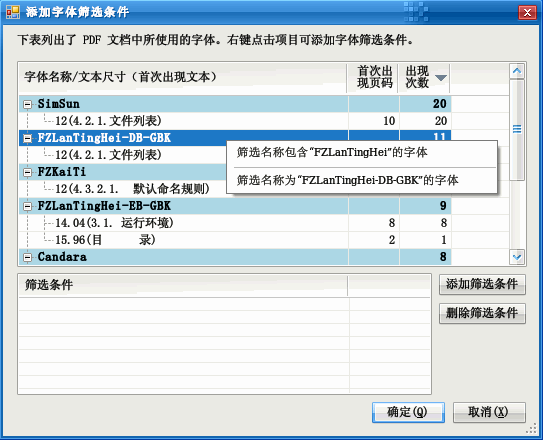 添加字体筛选条件
下表列出了 PDF 文档中所使用的字体。右键点击项目可添加字体筛选条件。
字体名称/文本尺寸（首次出现文本） 首次出现页码 出现次数
SimSun 20
12(4.2.1.文件列表) 10 20
FZLanTingHei-DB-GBK 11
12(4.2.1.文件列表)
筛选名称包含“FZLanTingHei”的字体
FZKaiTi
筛选名称为“FZLanTingHei-DB-GBK”的字体
12(4.3.2.1. 默认命名规则)
FZLanTingHei-EB-GBK 9
14.04(3.1. 运行环境) 8 8
15.96(目 录) 2 1
Candara 8
筛选条件
添加筛选条件
删除筛选条件
确定(Q) 取消(X)